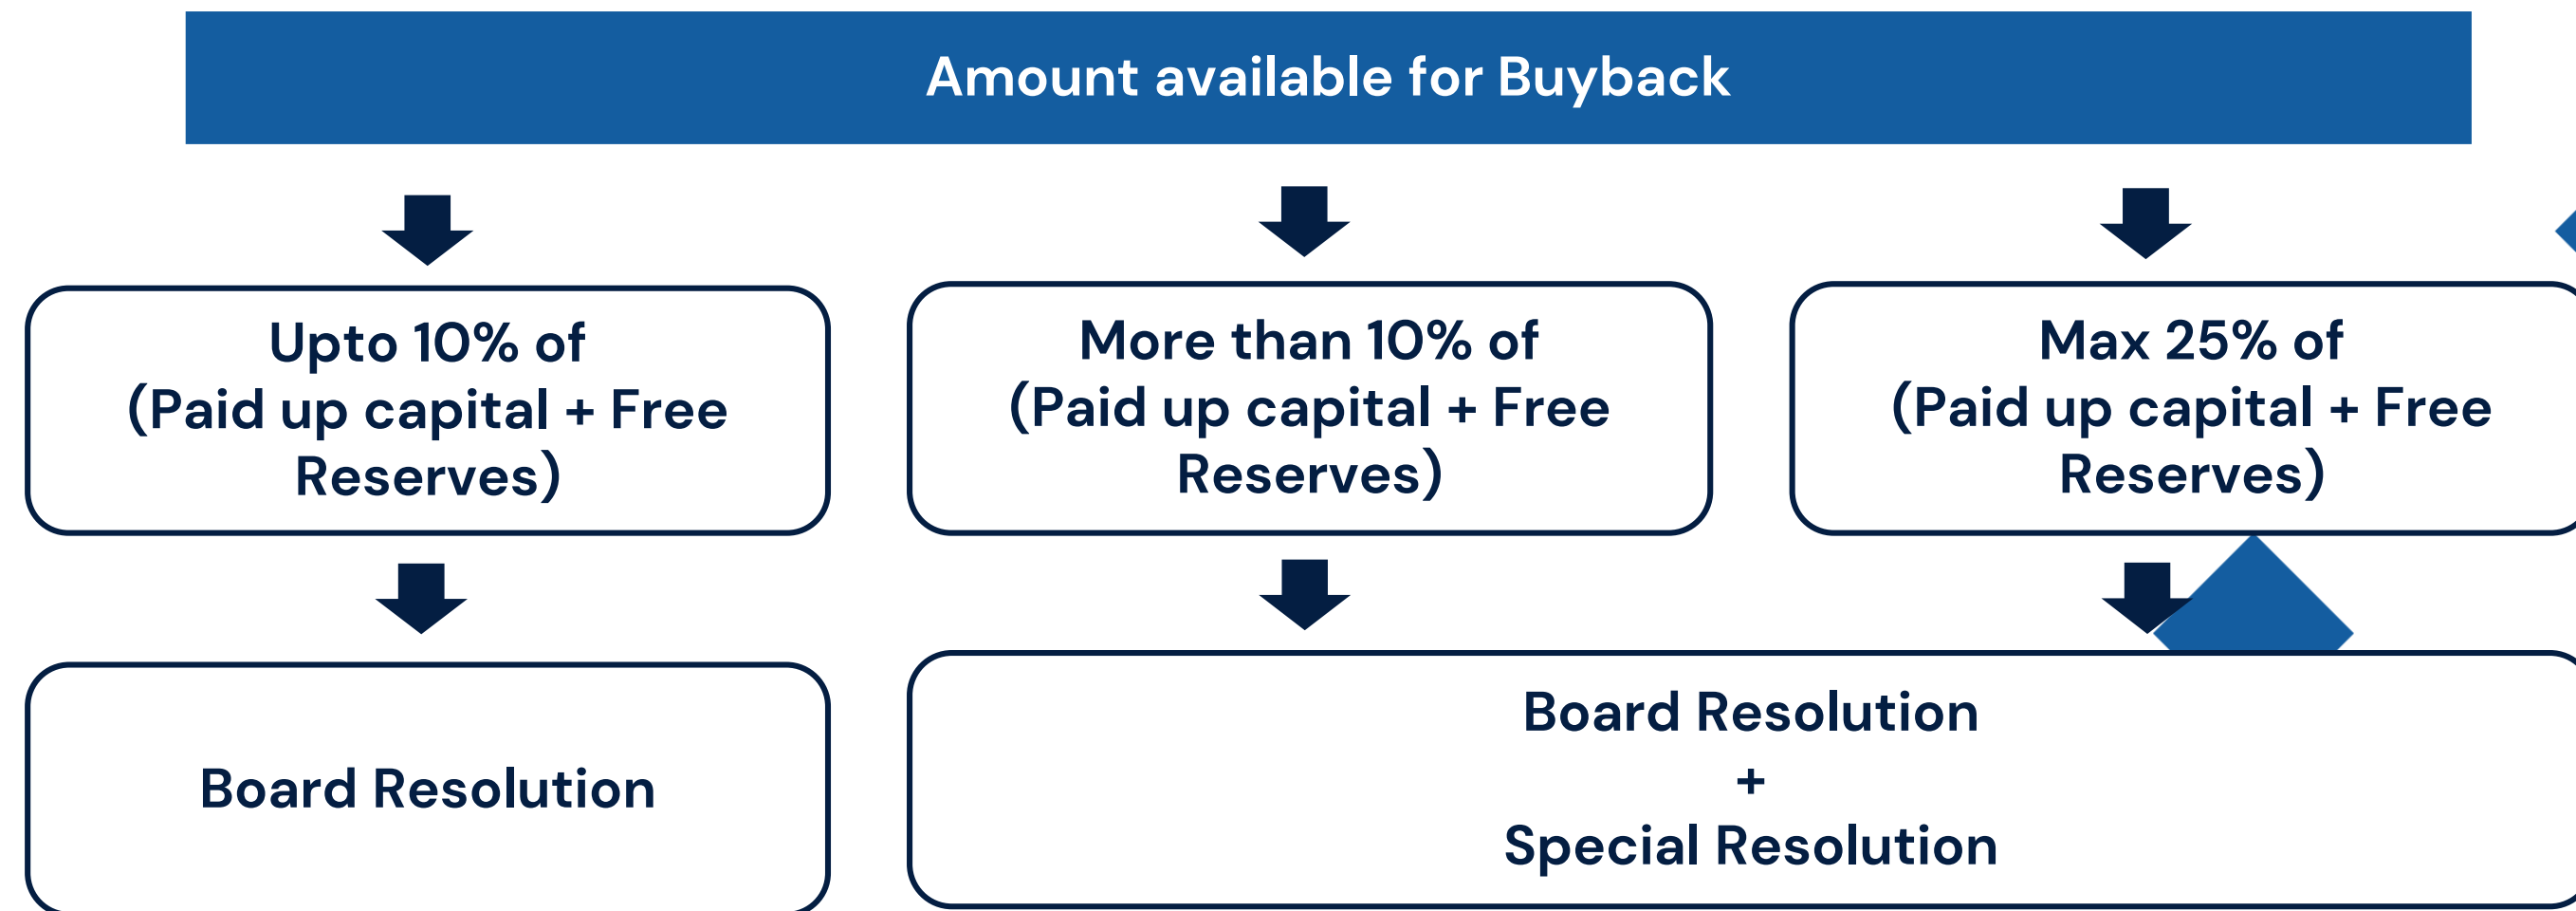 Amount available for Buyback
Upto 10% of
(Paid up capital + Free
Reserves)
More than 10% of
(Paid up capital + Free
Reserves)
Max 25% of
(Paid up capital + Free
Reserves)
Board Resolution
Board Resolution
+
Special Resolution